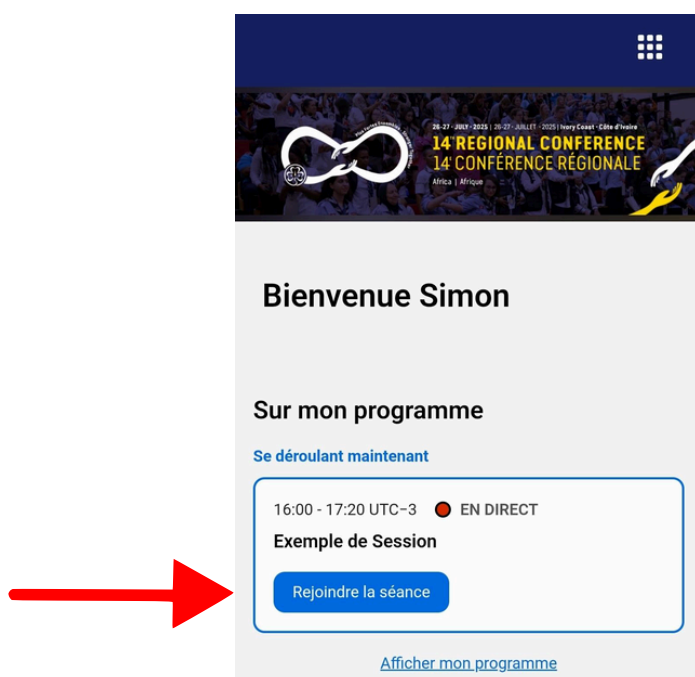 26-27 · JULY · 2025 | 26-27 · JUILLET · 2025 | Ivory Coast · Côte d'Ivoire
14TH REGIONAL CONFERENCE
14E CONFÉRENCE RÉGIONALE
Africa | Afrique
Bienvenue Simon
Sur mon programme
Se déroulant maintenant
16:00 - 17:20 UTC−3 EN DIRECT
Exemple de Session
Rejoindre la séance
Afficher mon programme